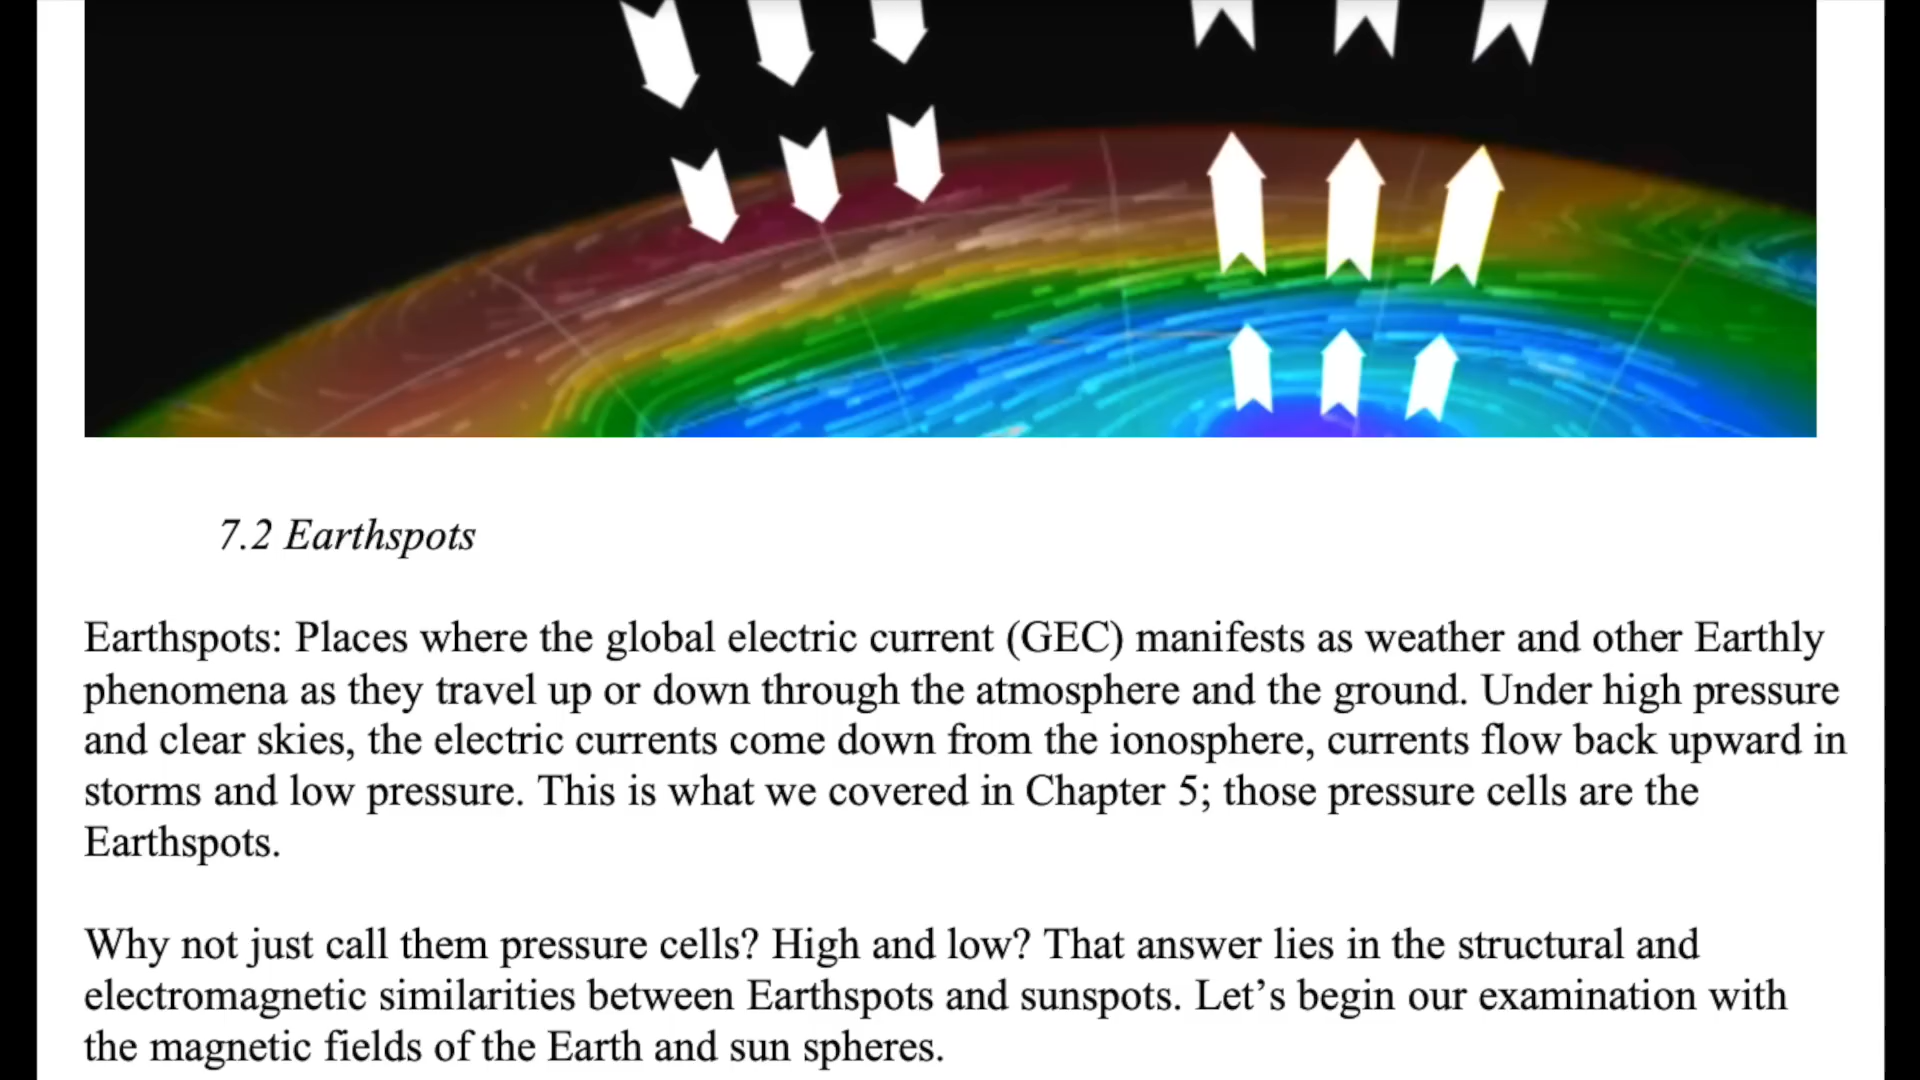 7.2 Earthspots
Earthspots: Places where the global electric current (GEC) manifests as weather and other Earthly
phenomena as they travel up or down through the atmosphere and the ground. Under high pressure
and clear skies, the electric currents come down from the ionosphere, currents flow back upward in
storms and low pressure. This is what we covered in Chapter 5; those pressure cells are the
Earthspots.
Why not just call them pressure cells? High and low? That answer lies in the structural and
electromagnetic similarities between Earthspots and sunspots. Let’s begin our examination with
the magnetic fields of the Earth and sun spheres.